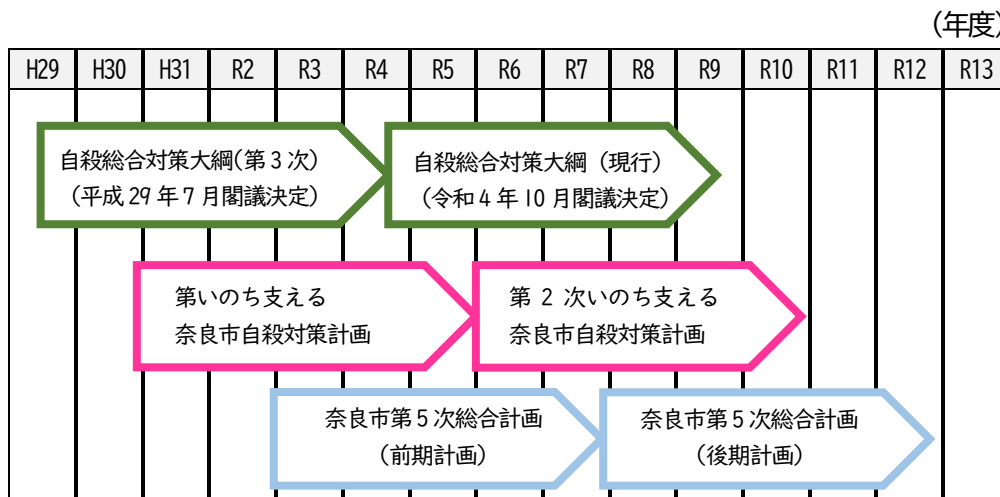 (年度)
H29 H30 H31 R2 R3 R4 R5 R6 R7 R8 R9 R10 R11 R12 R13
自殺総合対策大綱(第3次)
(平成29年7月閣議決定)
自殺総合対策大綱(現行)
(令和4年10月閣議決定)
第いのち支える
奈良市自殺対策計画
第 2 次いのち支える
奈良市自殺対策計画
奈良市第5次総合計画
(前期計画)
奈良市第5次総合計画
(後期計画)